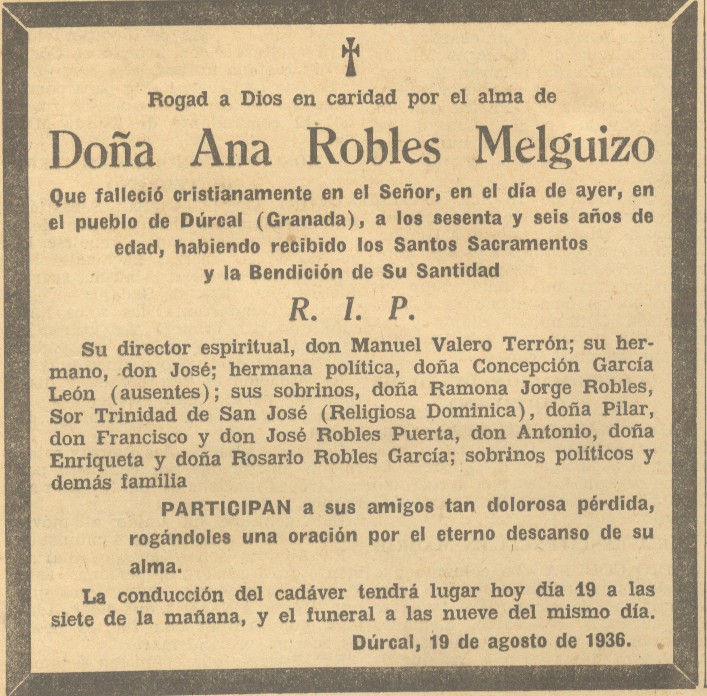 Rogad a Dios en caridad por el alma de
Doña Ana Robles Melguizo
Que falleció cristianamente en el Señor, en el día de ayer, en
el pueblo de Dúrcal (Granada), a los sesenta y seis años de
edad, habiendo recibido los Santos Sacramentos
y la Bendición de Su Santidad
R. I. P.
Su director espiritual, don Manuel Valero Terrón; su her-
mano, don José; hermana política, doña Concepción García
León (ausentes); sus sobrinos, doña Ramona Jorge Robles,
Sor Trinidad de San José (Religiosa Dominica), doña Pilar,
don Francisco y don José Robles Puerta, don Antonio, doña
Enriqueta y doña Rosario Robles García; sobrinos políticos y
demás familia
PARTICIPAN a sus amigos tan dolorosa pérdida,
rogándoles una oración por el eterno descanso de su
alma.
La conducción del cadáver tendrá lugar hoy día 19 a las
siete de la mañana, y el funeral a las nueve del mismo día.
Dúrcal, 19 de agosto de 1936.